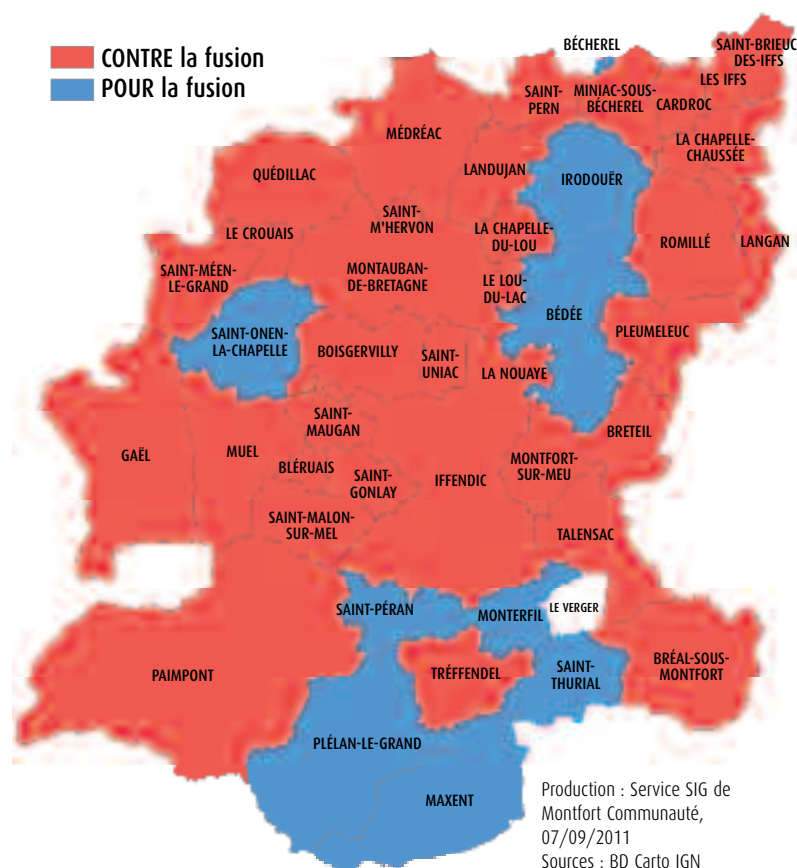 CONTRE la fusion
POUR la fusion
BÉCHEREL
SAINT-BRIEUC
DES-IFFS
LES IFFS
SAINT-
PERN
MINIAC-SOUS-
BÉCHEREL
CARDROC
MÉDRÉAC
LA CHAPELLE-
CHAUSSÉE
QUÉDILLAC
LANDUJAN
IRODOUËR
SAINT-
M'HERVON
LE CROUAIS
LA CHAPELLE-
DU-LOU
ROMILLÉ
LANGAN
SAINT-MÉEN-
LE-GRAND
MONTAUBAN-
DE-BRETAGNE
LE LOU-
DU-LAC
BÉDÉE
SAINT-ONEN-
LA-CHAPELLE
BOISGERVILLY
SAINT-
UNIAC
LA NOUAYE
PLEUMELEUC
SAINT-
MAUGAN
BRETEIL
GAËL
MUEL
BLÉRUAIS
SAINT-
GONLAY
IFFENDIC
MONTFORT-
SUR-MEU
SAINT-MALON-
SUR-MEL
TALENSAC
SAINT-PÉRAN
MONTERFIL
LE VERGER
PAIMPONT
TRÉFFENDEL
SAINT-
THURIAL
BRÉAL-SOUS-
MONTFORT
PLÉLAN-LE-GRAND
MAXENT
Production : Service SIG de
Montfort Communauté,
07/09/2011
Sources : BD Carto IGN